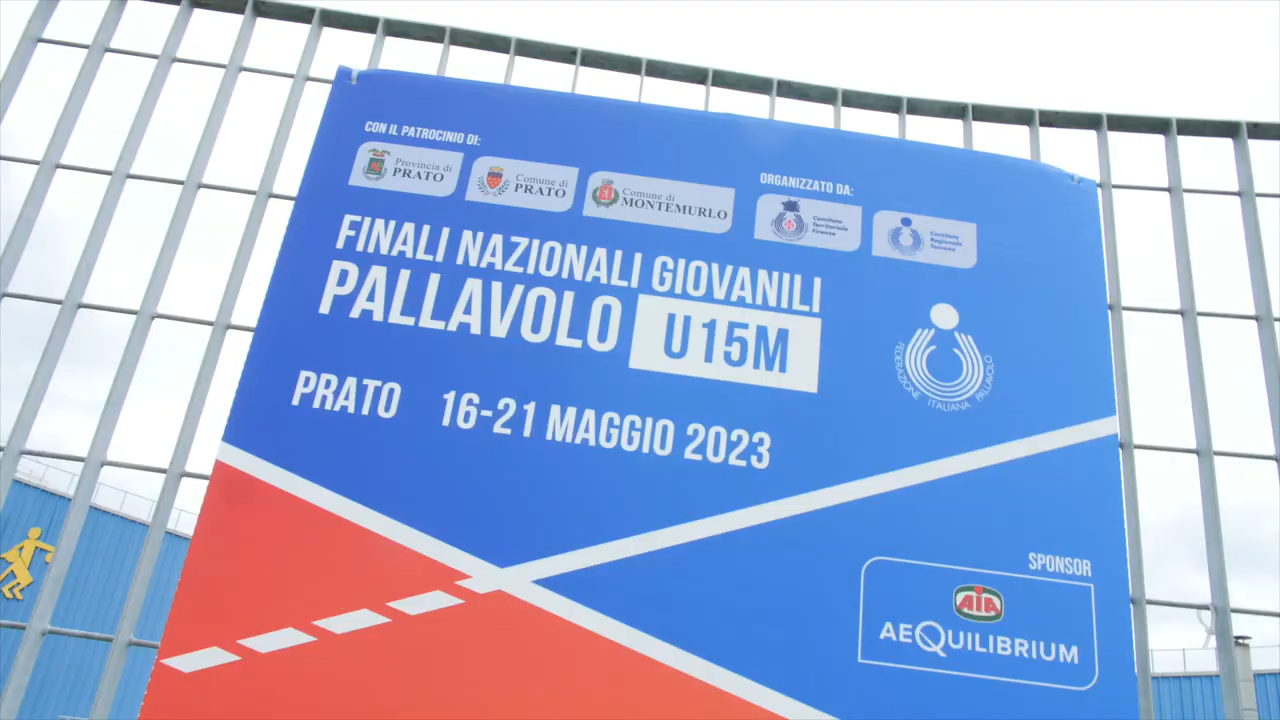 CON IL PATROCINIO DI:
Provincia di
PRATO
Comune di
PRATO
Comune di
MONTEMURLO
ORGANIZZATO DA:
Comitato
Territoriale
Firenze
Comitato
Regionale
Toscana
FINALI NAZIONALI GIOVANILI
PALLAVOLO U15M
FEDERAZIONE ITALIANA PALLAVOLO
PRATO 16-21 MAGGIO 2023
SPONSOR
AIA
AEQUILIBRIUM